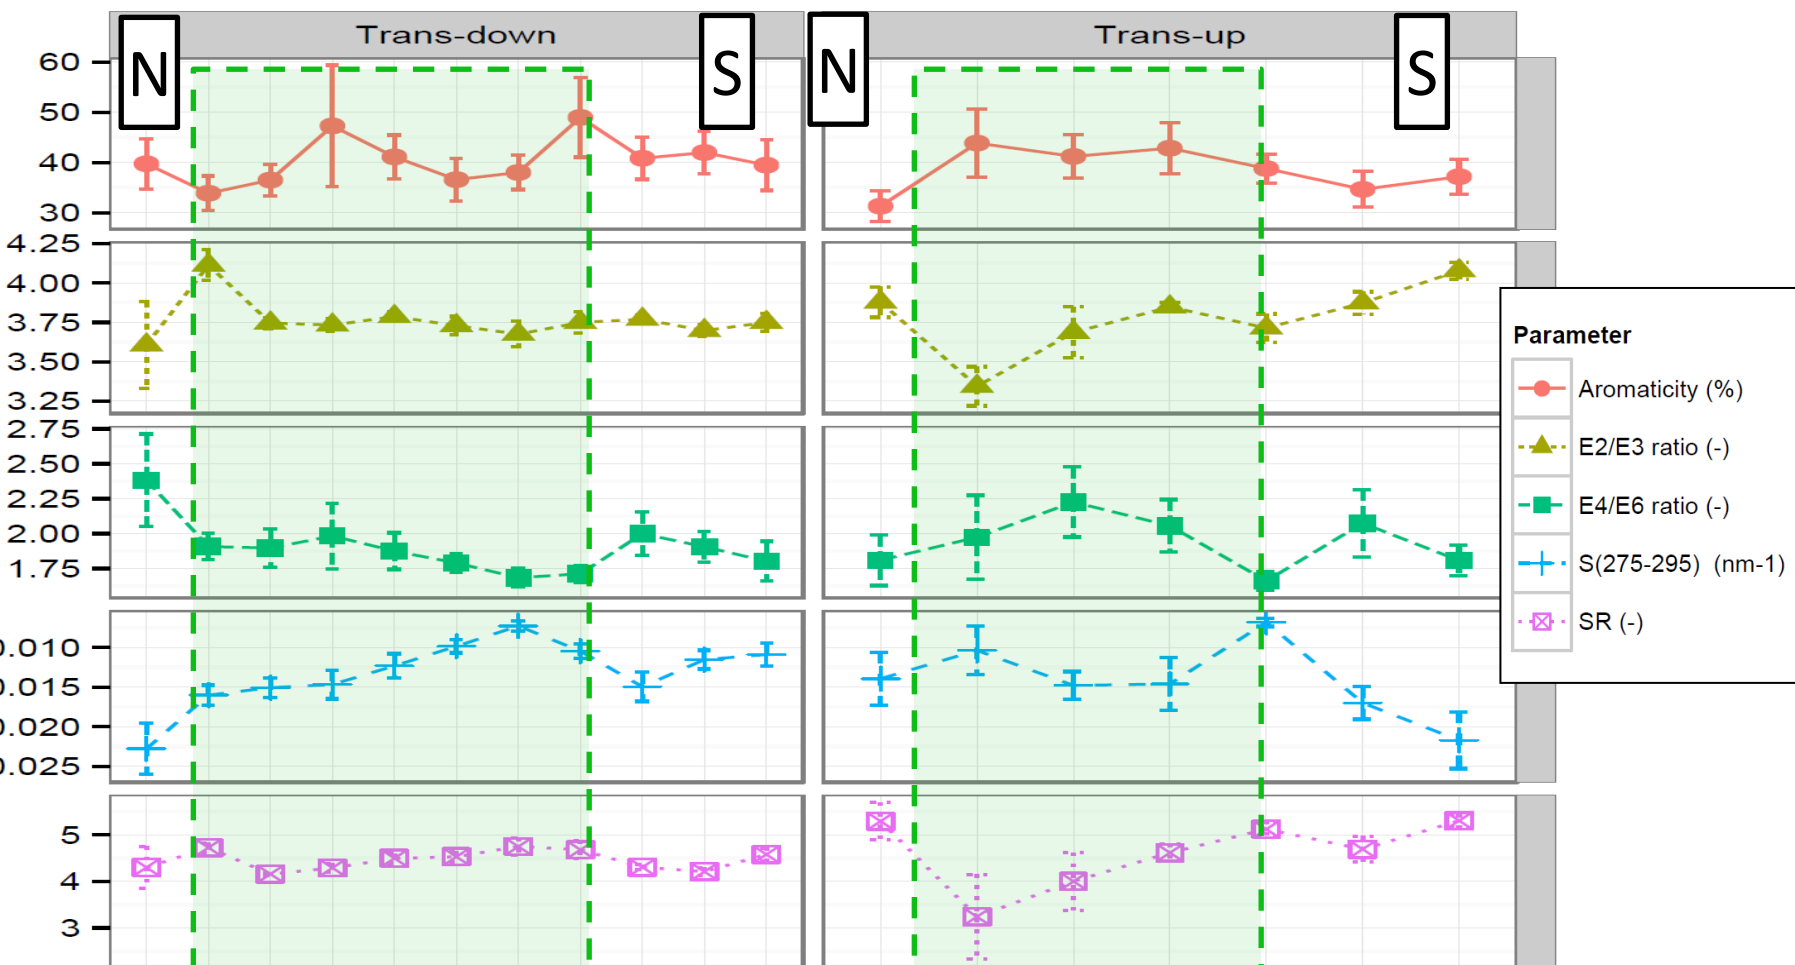 N
Trans-down
S
N
Trans-up
S
60
50
40
30
4.25
4.00
3.75
3.50
3.25
2.75
2.50
2.25
2.00
1.75
0.010
0.015
0.020
0.025
5
4
3
Parameter
Aromaticity (%)
E2/E3 ratio (-)
E4/E6 ratio (-)
S(275-295) (nm-1)
SR (-)